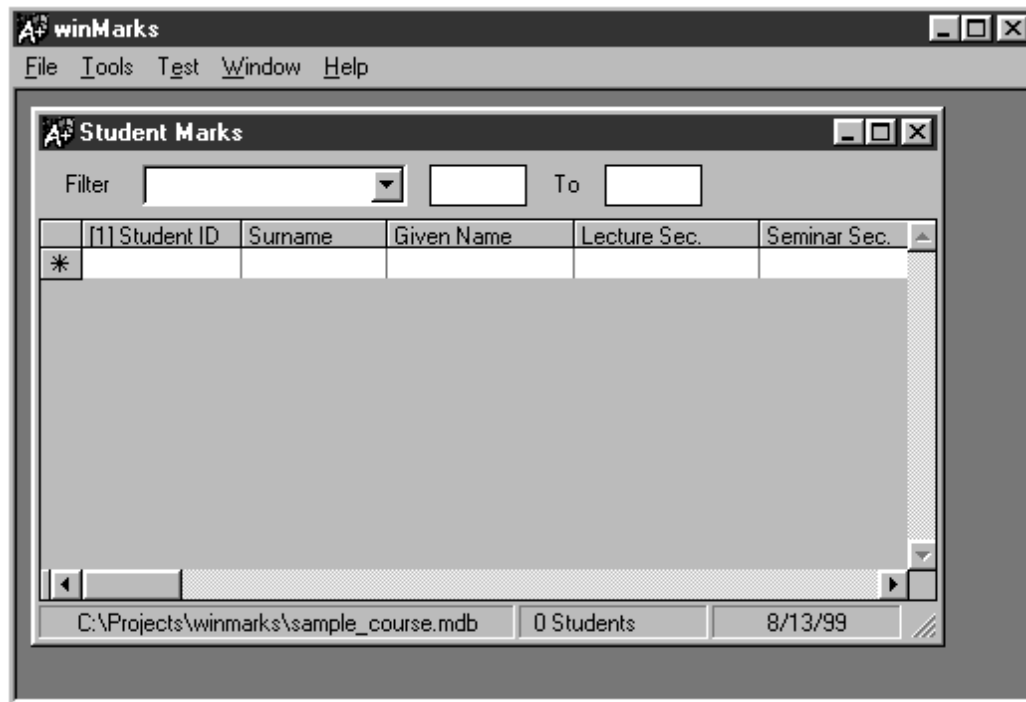 A+ winMarks
File Tools Test Window Help
A+ Student Marks
Filter To
[1] Student ID Surname Given Name Lecture Sec. Seminar Sec.
C:\Projects\winmarks\sample_course.mdb 0 Students 8/13/99